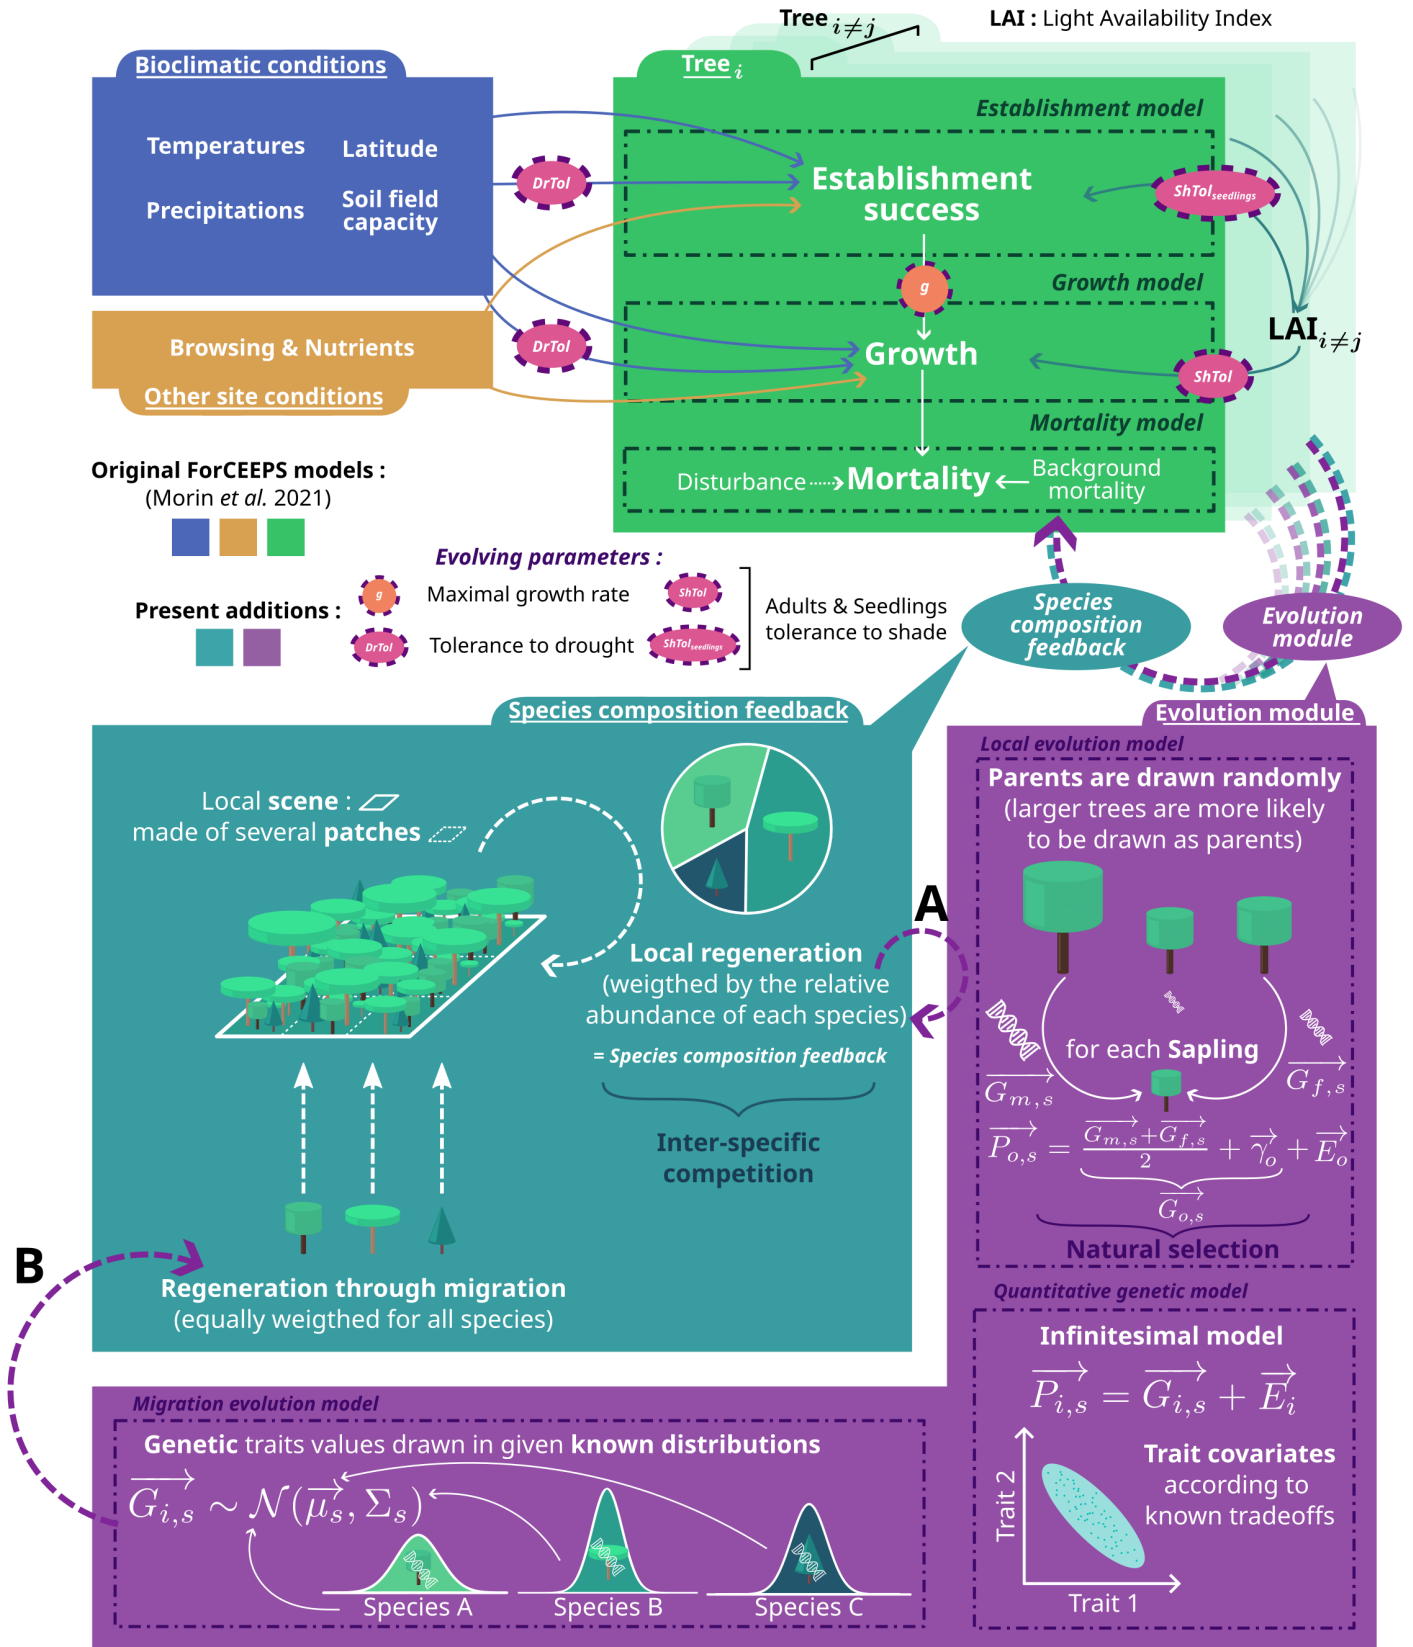 Tree i≠j
LAI : Light Availability Index
Bioclimatic conditions
Temperatures
Latitude
Precipitations
Soil field
capacity
Browsing & Nutrients
Other site conditions
DrTol
DrTol
Tree i
Establishment model
Establishment
success
ShTol seedlings
g
Growth model
Growth
LAI i≠j
ShTol
Mortality model
Disturbance
Mortality
Background
mortality
Original ForCEEPS models :
(Morin et al. 2021)
Present additions :
Evolving parameters :
g
Maximal growth rate
ShTol
DrTol
Tolerance to drought
ShTol seedlings
Adults & Seedlings
tolerance to shade
Species
composition
feedback
Evolution
module
Species composition feedback
Local scene :
made of several patches
Local regeneration
(weigthed by the relative
abundance of each species)
= Species composition feedback
Inter-specific
competition
Regeneration through migration
(equally weigthed for all species)
A
B
Evolution module
Local evolution model
Parents are drawn randomly
(larger trees are more likely
to be drawn as parents)
for each Sapling
G⃗m,s
G⃗f,s
P⃗o,s = (G⃗m,s+G⃗f,s)/2 + γ⃗o + E⃗o
G⃗o,s
Natural selection
Quantitative genetic model
Infinitesimal model
P⃗i,s = G⃗i,s + E⃗i
Trait covariates
according to
known tradeoffs
Trait 2
Trait 1
Migration evolution model
Genetic traits values drawn in given known distributions
G⃗i,s ∼ 𝒩(μ⃗s, Σs)
Species A
Species B
Species C